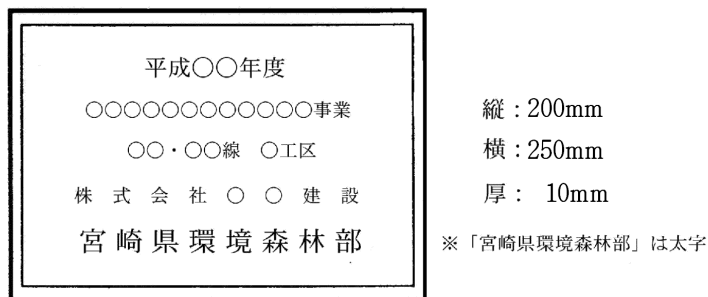 平成〇〇年度
〇〇〇〇〇〇〇〇〇〇〇〇事業
〇〇・〇〇線　〇工区
株式会社〇〇建設
宮崎県環境森林部
縦：200mm
横：250mm
厚：　10mm
※「宮崎県環境森林部」は太字